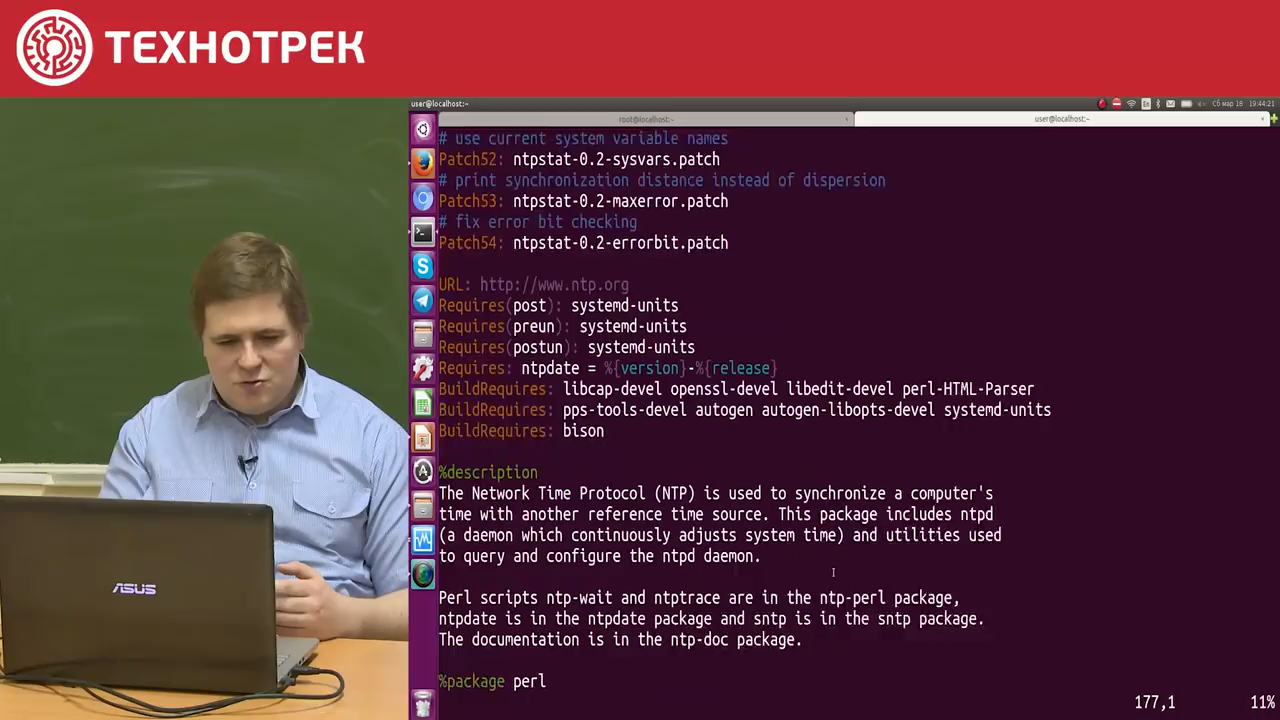 ТЕХНОТРЕК
user@localhost:~
Сб мар 18 19:44:21
root@localhost:~
user@localhost:~
# use current system variable names
Patch52: ntpstat-0.2-sysvars.patch
# print synchronization distance instead of dispersion
Patch53: ntpstat-0.2-maxerror.patch
# fix error bit checking
Patch54: ntpstat-0.2-errorbit.patch
URL: http://www.ntp.org
Requires(post): systemd-units
Requires(preun): systemd-units
Requires(postun): systemd-units
Requires: ntpdate = %{version}-%{release}
BuildRequires: libcap-devel openssl-devel libedit-devel perl-HTML-Parser
BuildRequires: pps-tools-devel autogen autogen-libopts-devel systemd-units
BuildRequires: bison
%description
The Network Time Protocol (NTP) is used to synchronize a computer's
time with another reference time source. This package includes ntpd
(a daemon which continuously adjusts system time) and utilities used
to query and configure the ntpd daemon.
Perl scripts ntp-wait and ntptrace are in the ntp-perl package,
ntpdate is in the ntpdate package and sntp is in the sntp package.
The documentation is in the ntp-doc package.
%package perl
177,1 11%
ASUS